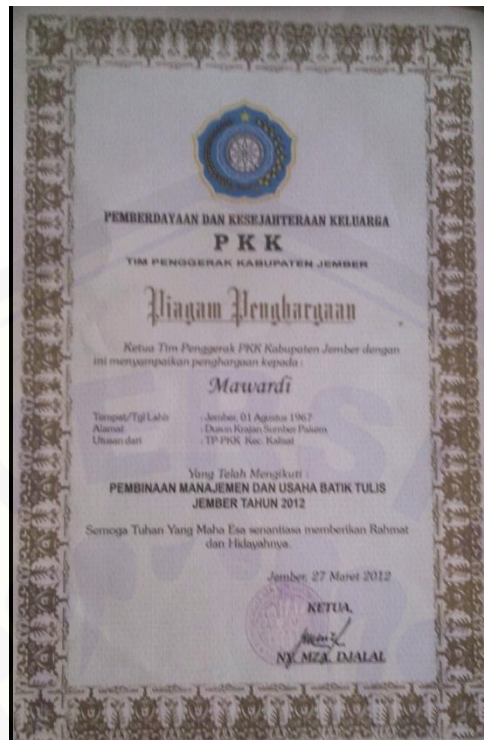 PEMBERDAYAAN DAN KESEJAHTERAAN KELUARGA
P K K
TIM PENGGERAK KABUPATEN JEMBER
Piagam Penghargaan
Ketua Tim Penggerak PKK Kabupaten Jember dengan
ini menyampaikan penghargaan kepada :
Mawardi
Tempat/Tgl Lahir : Jember, 01 Agustus 1967
Alamat : Dusun Krajan Sumber Pakem
Utusan dari : TP-PKK Kec. Kalisat
Yang Telah Mengikuti :
PEMBINAAN MANAJEMEN DAN USAHA BATIK TULIS
JEMBER TAHUN 2012
Semoga Tuhan Yang Maha Esa senantiasa memberikan Rahmat
dan Hidayahnya.
Jember, 27 Maret 2012
KETUA,
NY. MZA. DJALAL